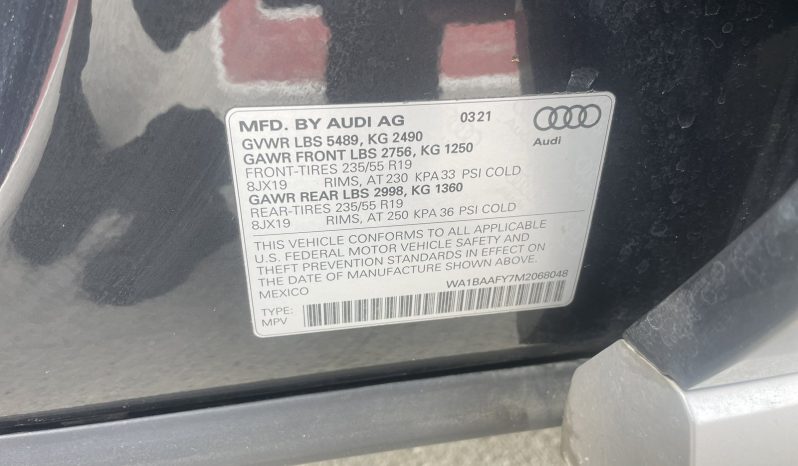 MFD. BY AUDI AG 0321
GVWR LBS 5489, KG 2490
GAWR FRONT LBS 2756, KG 1250
FRONT-TIRES 235/55 R19
8JX19 RIMS, AT 230 KPA 33 PSI COLD
GAWR REAR LBS 2998, KG 1360
REAR-TIRES 235/55 R19
8JX19 RIMS, AT 250 KPA 36 PSI COLD
Audi
THIS VEHICLE CONFORMS TO ALL APPLICABLE
U.S. FEDERAL MOTOR VEHICLE SAFETY AND
THEFT PREVENTION STANDARDS IN EFFECT ON
THE DATE OF MANUFACTURE SHOWN ABOVE.
MEXICO
WA1BAAFY7M2068048
TYPE:
MPV